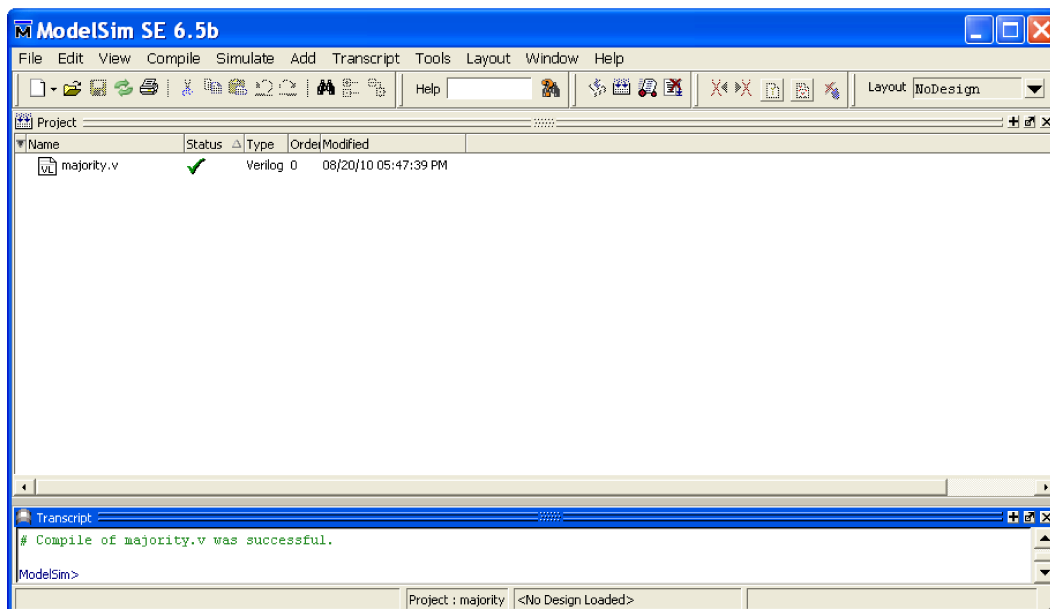 ModelSim SE 6.5b
File Edit View Compile Simulate Add Transcript Tools Layout Window Help
Help Layout NoDesign
Project
Name Status Type Order Modified
VL majority.v Verilog 0 08/20/10 05:47:39 PM
Transcript
# Compile of majority.v was successful.
ModelSim>
Project : majority <No Design Loaded>